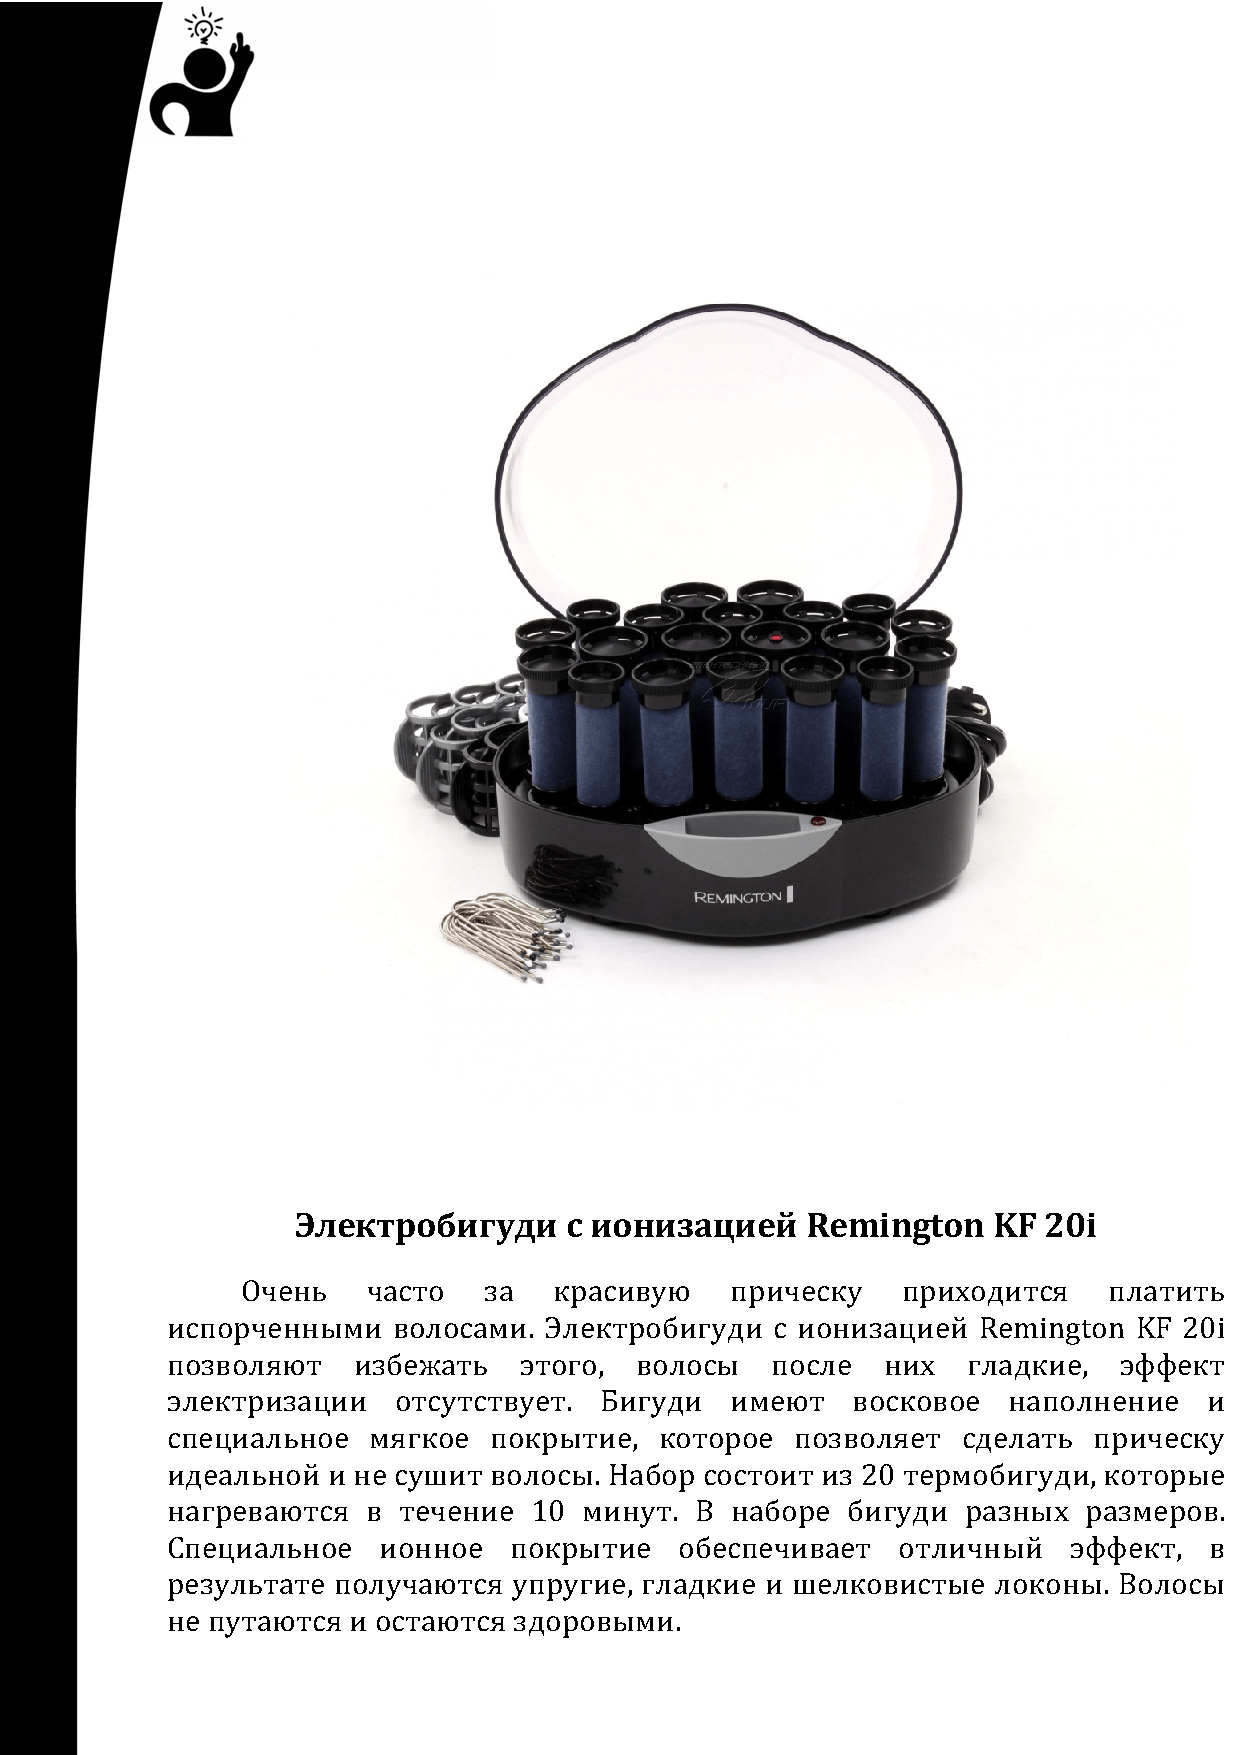 REMINGTON
Электробигуди с ионизацией Remington KF 20i
Очень часто за красивую прическу приходится платить
испорченными волосами. Электробигуди с ионизацией Remington KF 20i
позволяют избежать этого, волосы после них гладкие, эффект
электризации отсутствует. Бигуди имеют восковое наполнение и
специальное мягкое покрытие, которое позволяет сделать прическу
идеальной и не сушит волосы. Набор состоит из 20 термобигуди, которые
нагреваются в течение 10 минут. В наборе бигуди разных размеров.
Специальное ионное покрытие обеспечивает отличный эффект, в
результате получаются упругие, гладкие и шелковистые локоны. Волосы
не путаются и остаются здоровыми.